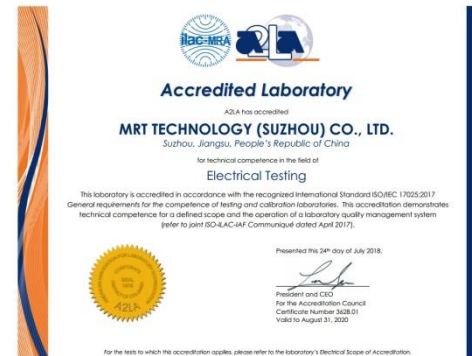 ilac-MRA
A2LA
Accredited Laboratory
A2LA has accredited
MRT TECHNOLOGY (SUZHOU) CO., LTD.
Suzhou, Jiangsu, People's Republic of China
for technical competence in the field of
Electrical Testing
This laboratory is accredited in accordance with the recognized International Standard ISO/IEC 17025:2017
General requirements for the competence of testing and calibration laboratories. This accreditation demonstrates
technical competence for a defined scope and the operation of a laboratory quality management system
(refer to joint ISO-ILAC-IAF Communiqué dated April 2017).
Presented this 24th day of July 2018.
President and CEO
For the Accreditation Council
Certificate Number 3628.01
Valid to August 31, 2020
CORPORATE
SEAL
1978
A2LA
For the tests to which this accreditation applies, please refer to the laboratory's Electrical Scope of Accreditation.